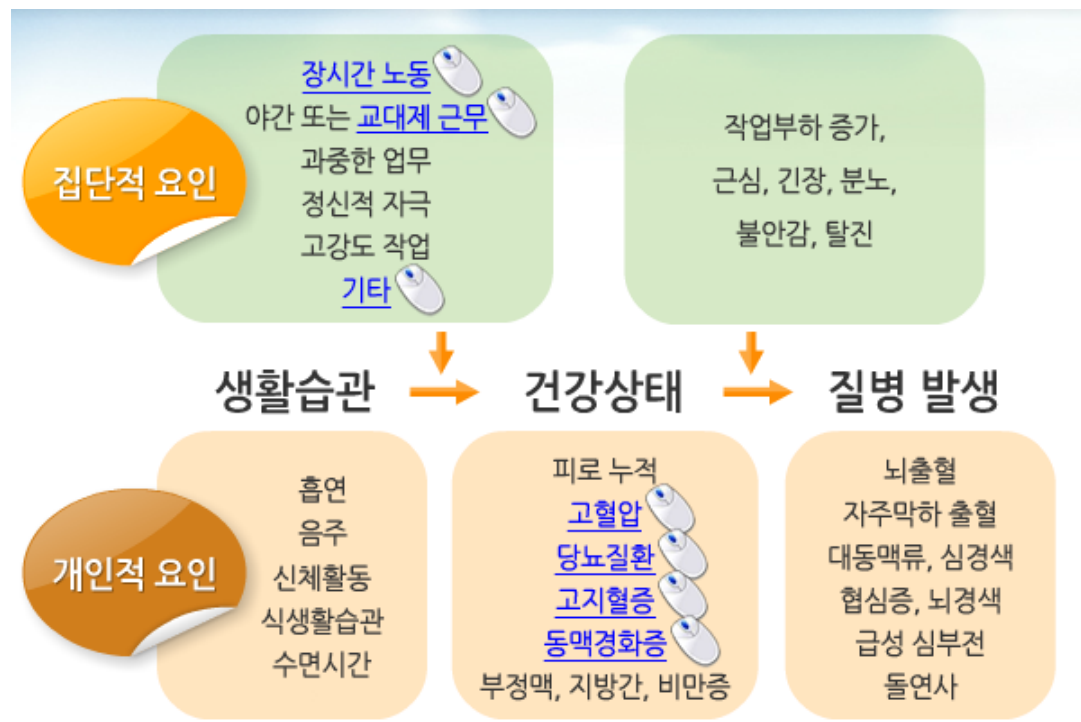 집단적 요인
장시간 노동
야간 또는 교대제 근무
과중한 업무
정신적 자극
고강도 작업
기타
작업부하 증가,
근심, 긴장, 분노,
불안감, 탈진
생활습관
건강상태
질병 발생
개인적 요인
흡연
음주
신체활동
식생활습관
수면시간
피로 누적
고혈압
당뇨질환
고지혈증
동맥경화증
부정맥, 지방간, 비만증
뇌출혈
자주막하 출혈
대동맥류, 심경색
협심증, 뇌경색
급성 심부전
돌연사